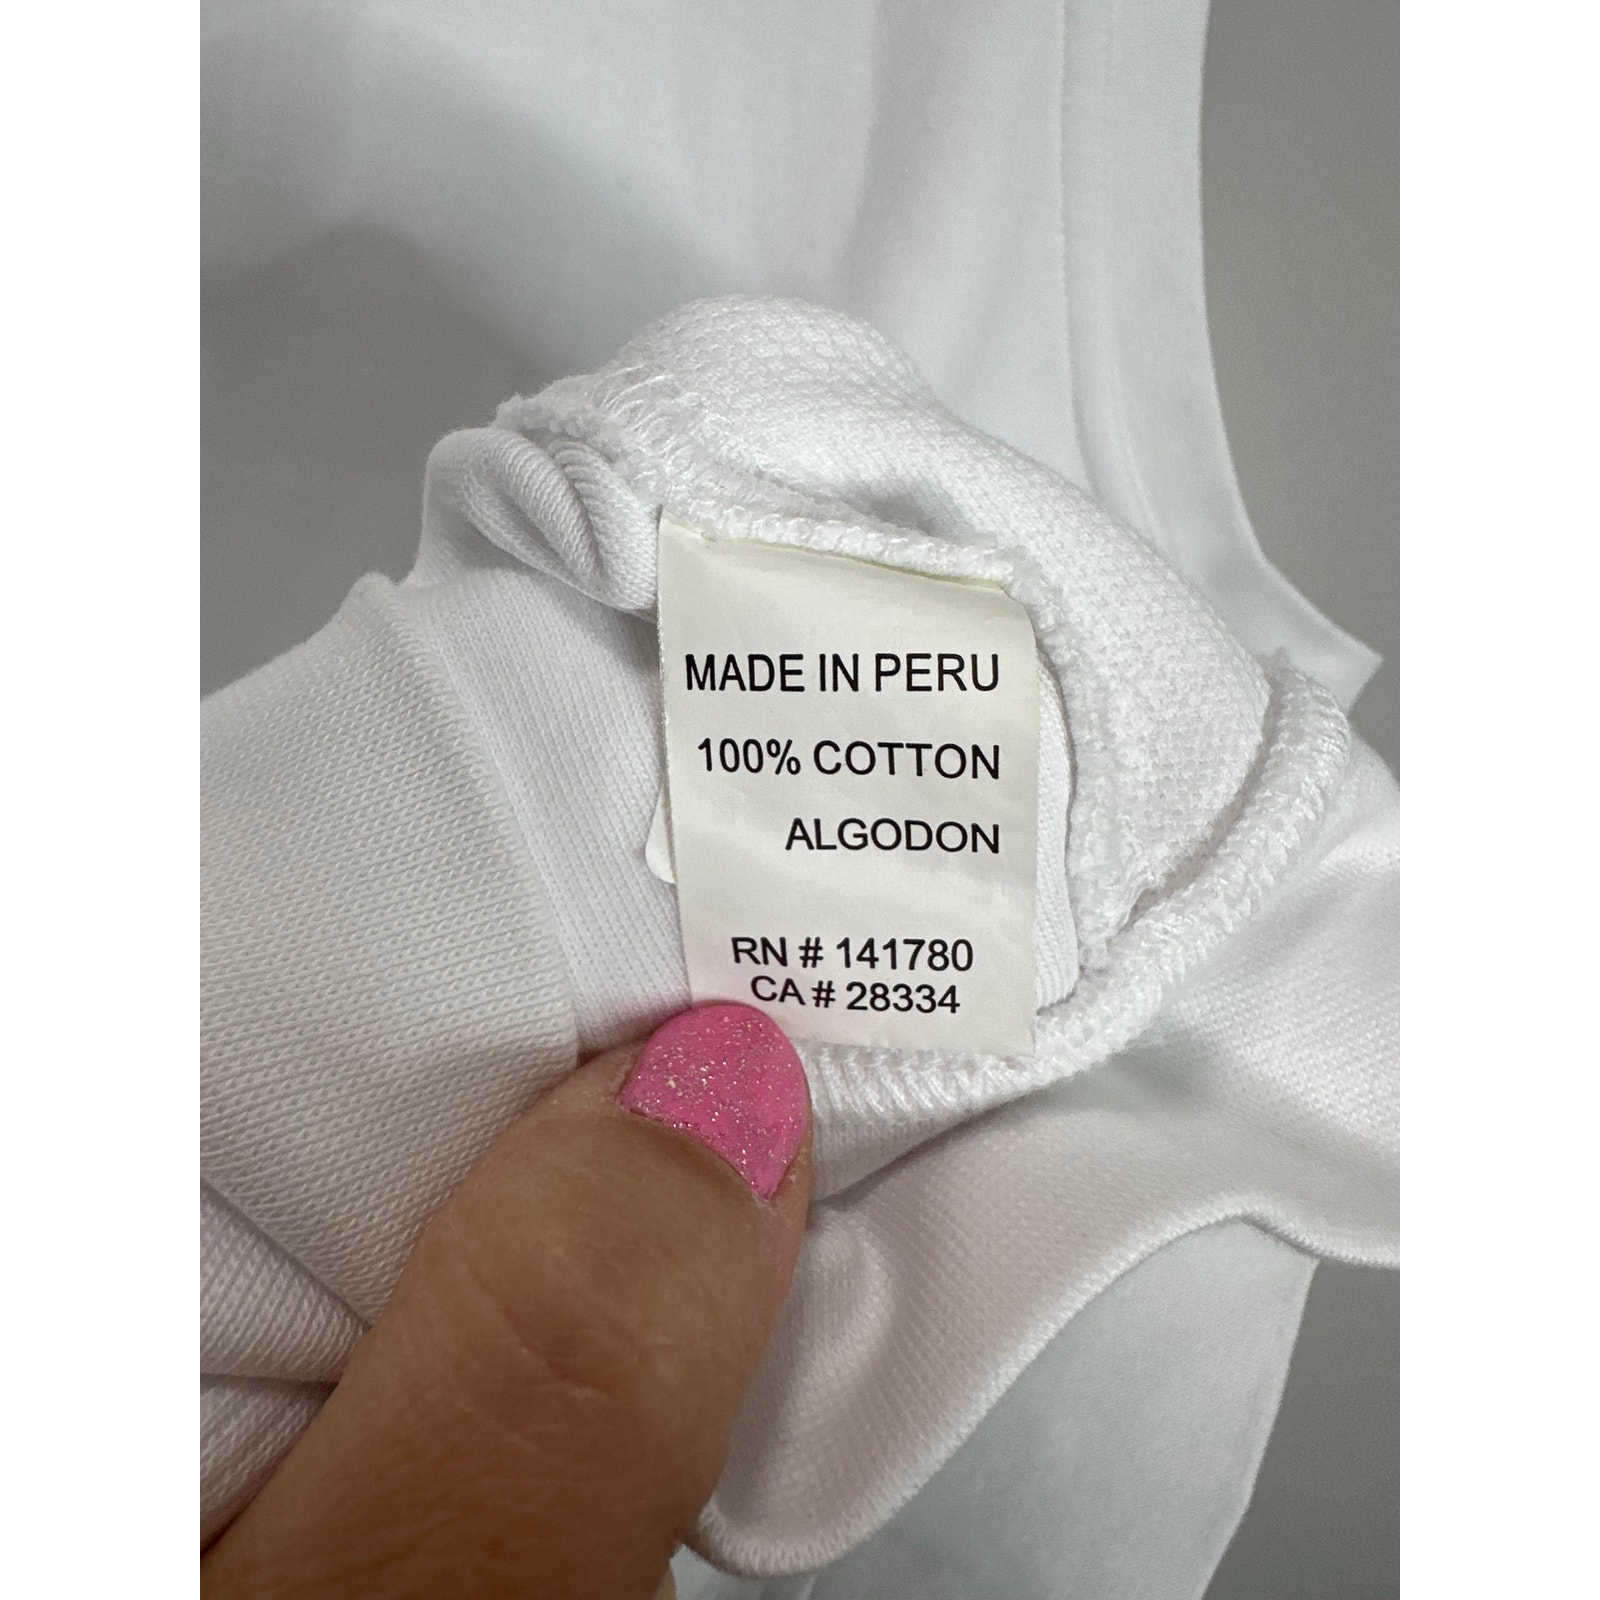 MADE IN PERU
100% COTTON
ALGODON
RN # 141780
CA # 28334